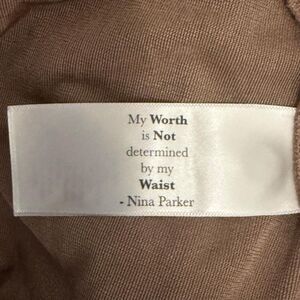 My Worth
is Not
determined
by my
Waist
- Nina Parker